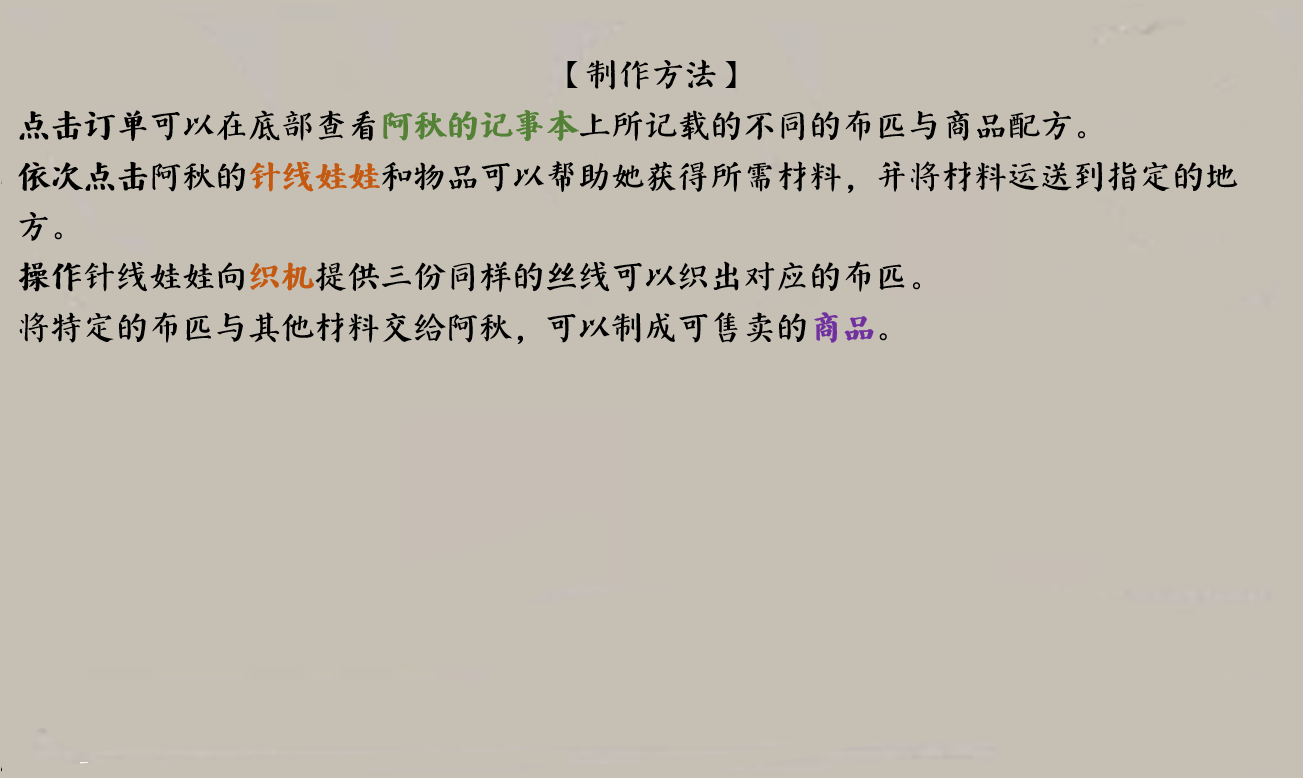 【制作方法】
点击订单可以在底部查看阿秋的记事本上所记载的不同的布匹与商品配方。
依次点击阿秋的针线娃娃和物品可以帮助她获得所需材料，并将材料运送到指定的地
方。
操作针线娃娃向织机提供三份同样的丝线可以织出对应的布匹。
将特定的布匹与其他材料交给阿秋，可以制成可售卖的商品。